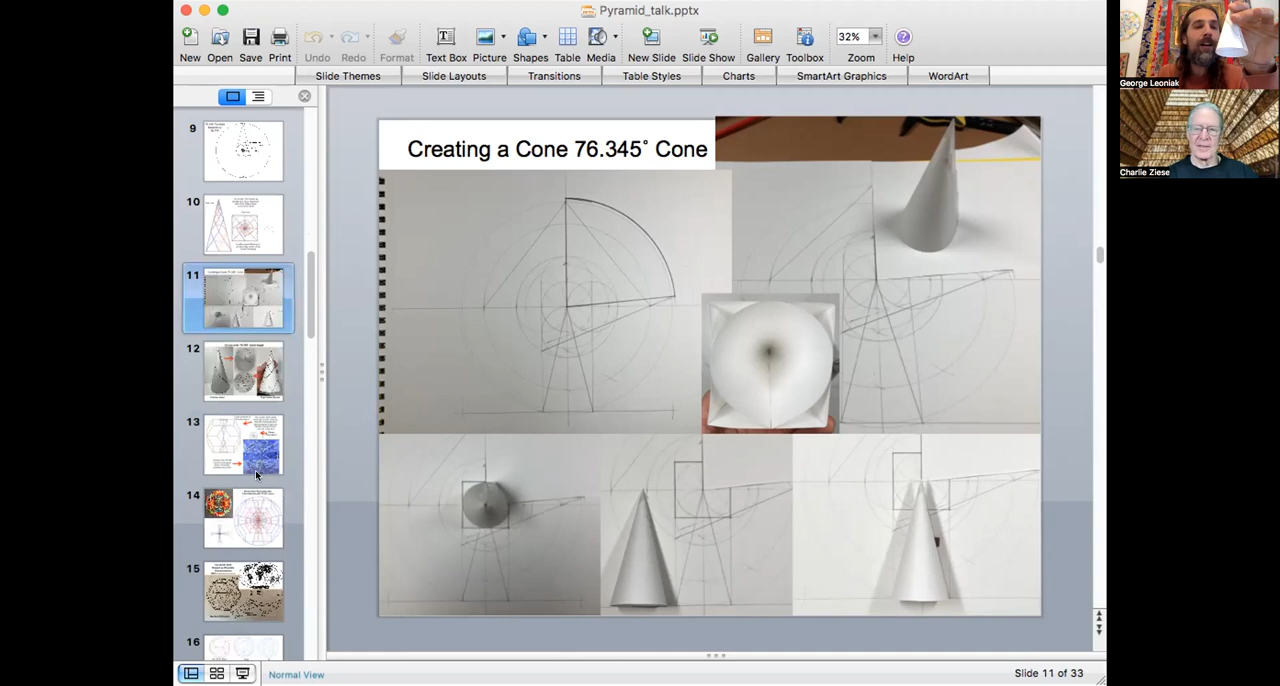 Pyramid_talk.pptx
New Open Save Print Undo Redo Format Text Box Picture Shapes Table Media New Slide Slide Show Gallery Toolbox Zoom Help
32%
Slide Themes Slide Layouts Transitions Table Styles Charts SmartArt Graphics WordArt
9
10
11
12
13
14
15
16
Creating a Cone 76.345˚ Cone
Normal View
Slide 11 of 33
George Leoniak
Charlie Ziese